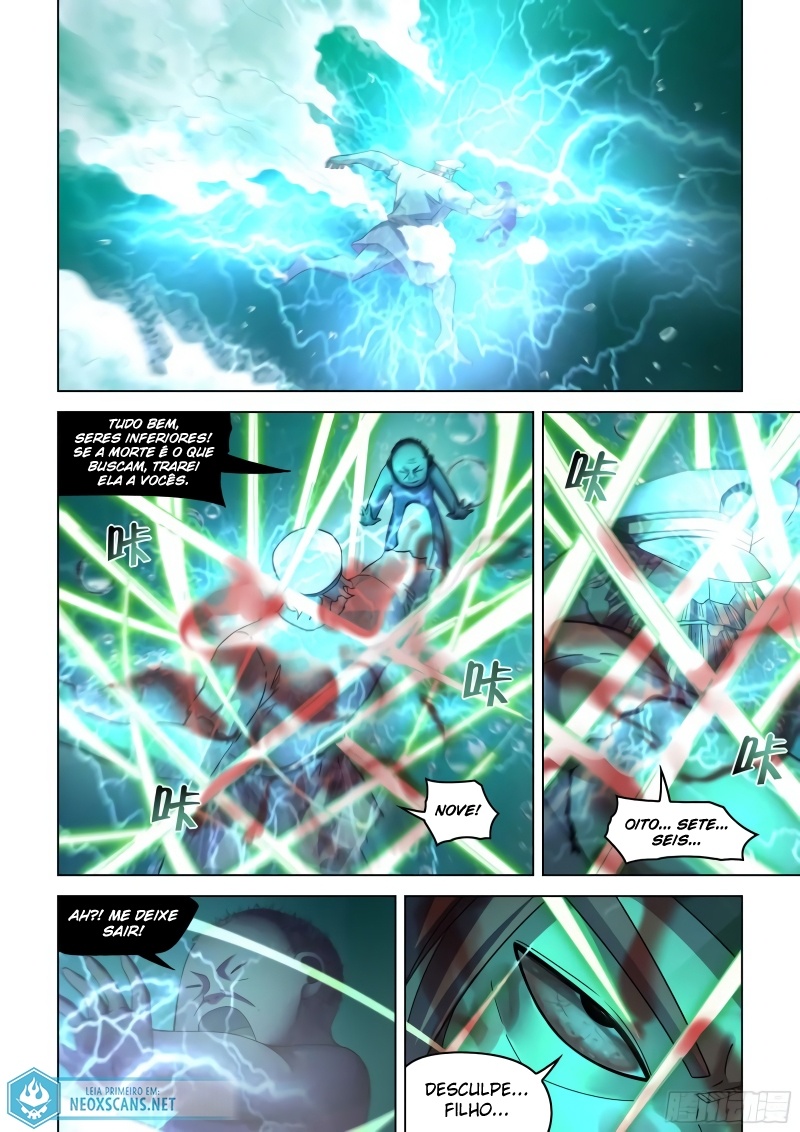 TUDO BEM,
SERES INFERIORES!
SE A MORTE É O QUE
BUSCAM, TRAREI
ELA A VOCÊS.
咔
咔
咔
NOVE!
咔
咔
OITO... SETE...
SEIS...
AH?! ME DEIXE
SAIR!
DESCULPE...
FILHO...
LEIA PRIMEIRO EM:
NEOXSCANS.NET
腾讯动漫